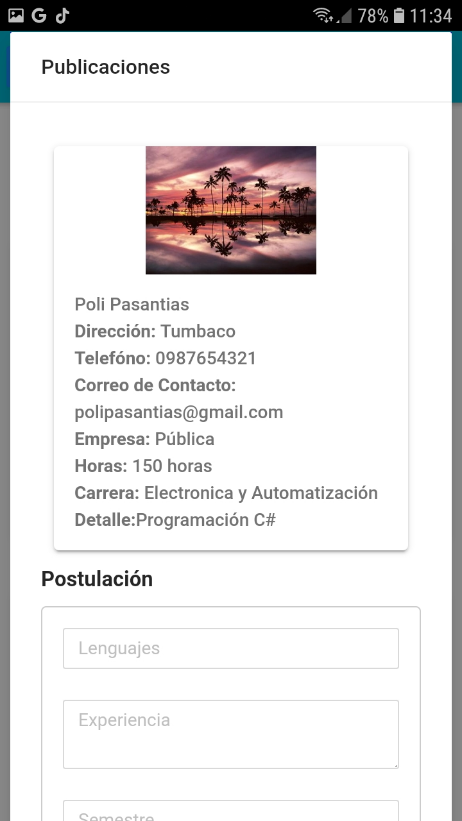 78% 11:34
Publicaciones
Poli Pasantias
Dirección: Tumbaco
Telefóno: 0987654321
Correo de Contacto:
polipasantias@gmail.com
Empresa: Pública
Horas: 150 horas
Carrera: Electronica y Automatización
Detalle:Programación C#
Postulación
Lenguajes
Experiencia
Semestre